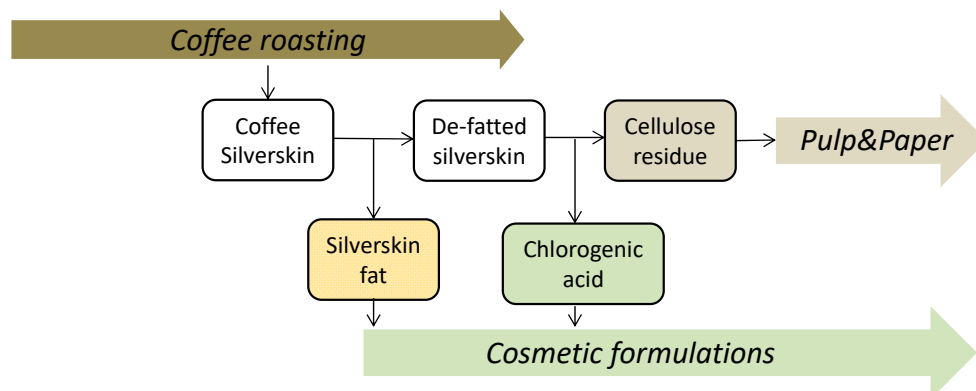 Coffee roasting
Coffee
Silverskin
De-fatted
silverskin
Cellulose
residue
Pulp&Paper
Silverskin
fat
Chlorogenic
acid
Cosmetic formulations